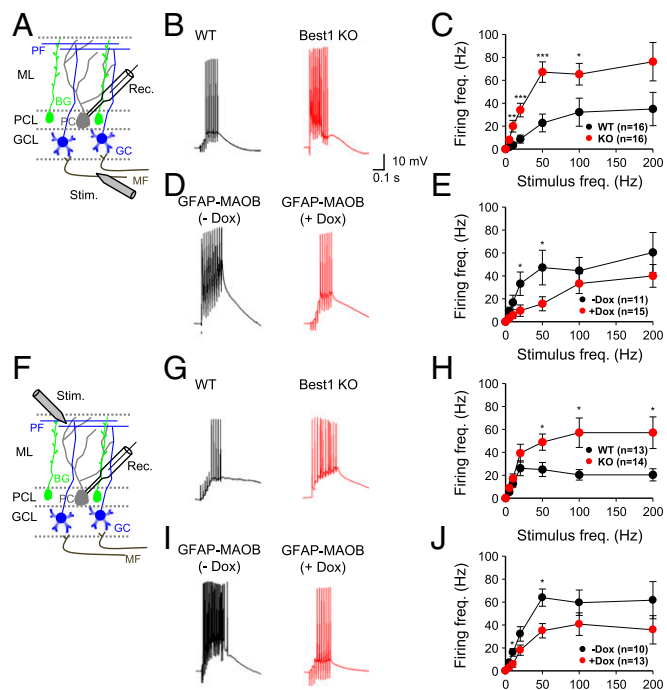 A
PF
ML
BG
Rec.
PCL
PC
GCL
GC
MF
Stim.
B
WT
Best1 KO
10 mV
0.1 s
C
Firing freq. (Hz)
100
80
60
40
20
0
***
*
***
**
WT (n=16)
KO (n=16)
0 50 100 150 200
Stimulus freq. (Hz)
D
GFAP-MAOB
(- Dox)
GFAP-MAOB
(+ Dox)
E
Firing freq. (Hz)
100
80
60
40
20
0
* *
-Dox (n=11)
+Dox (n=15)
0 50 100 150 200
Stimulus freq. (Hz)
F
Stim.
PF
ML
BG
Rec.
PCL
PC
GCL
GC
MF
G
WT
Best1 KO
H
Firing freq. (Hz)
100
80
60
40
20
0
* * *
WT (n=13)
KO (n=14)
0 50 100 150 200
Stimulus freq. (Hz)
I
GFAP-MAOB
(- Dox)
GFAP-MAOB
(+ Dox)
J
Firing freq. (Hz)
100
80
60
40
20
0
*
*
-Dox (n=10)
+Dox (n=13)
0 50 100 150 200
Stimulus freq. (Hz)